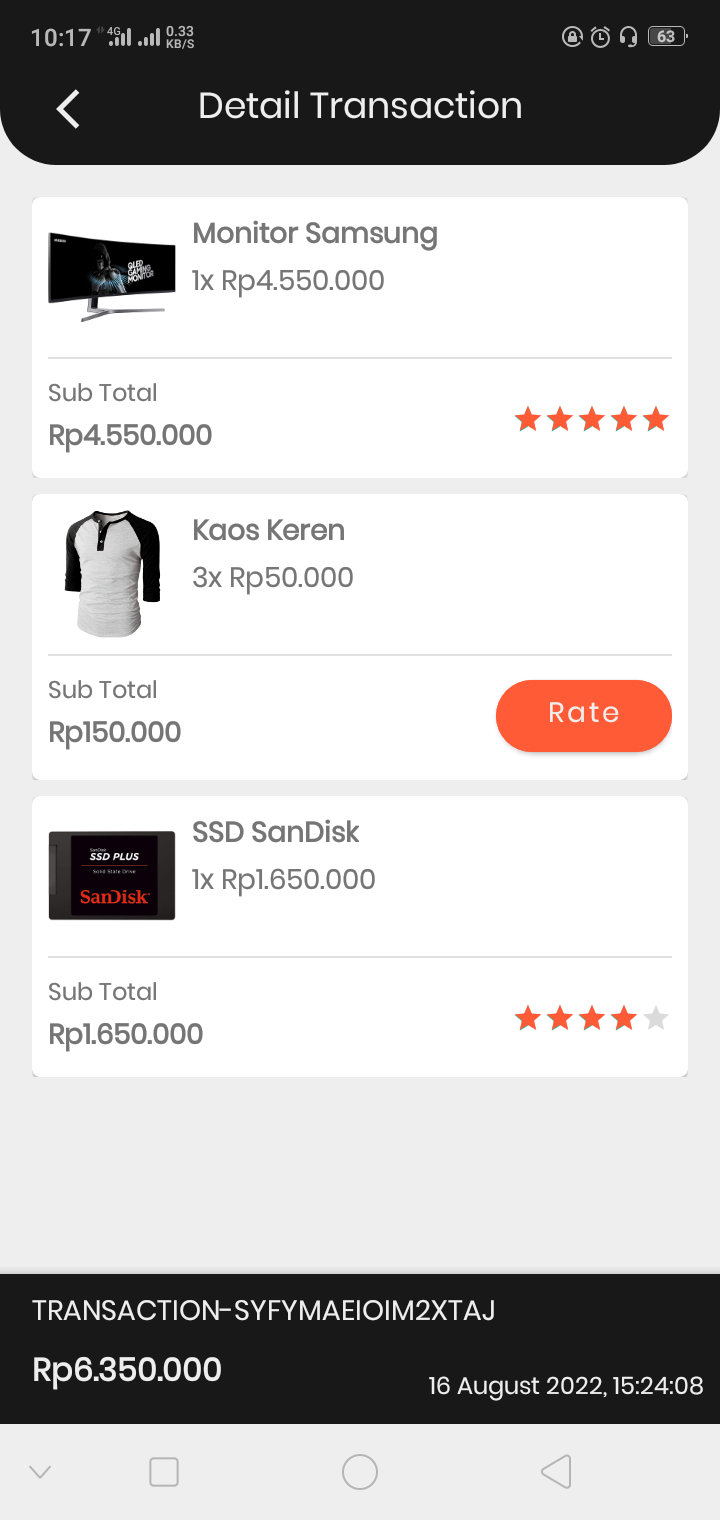 10:17 4G 0.33 KB/S 63
Detail Transaction
Monitor Samsung
1x Rp4.550.000
QLED
GAMING
MONITOR
Sub Total
Rp4.550.000
Kaos Keren
3x Rp50.000
Sub Total
Rp150.000
Rate
SSD SanDisk
1x Rp1.650.000
SanDisk
SSD PLUS
Solid State Drive
SanDisk
Sub Total
Rp1.650.000
TRANSACTION-SYFYMAEIOIM2XTAJ
Rp6.350.000
16 August 2022, 15:24:08